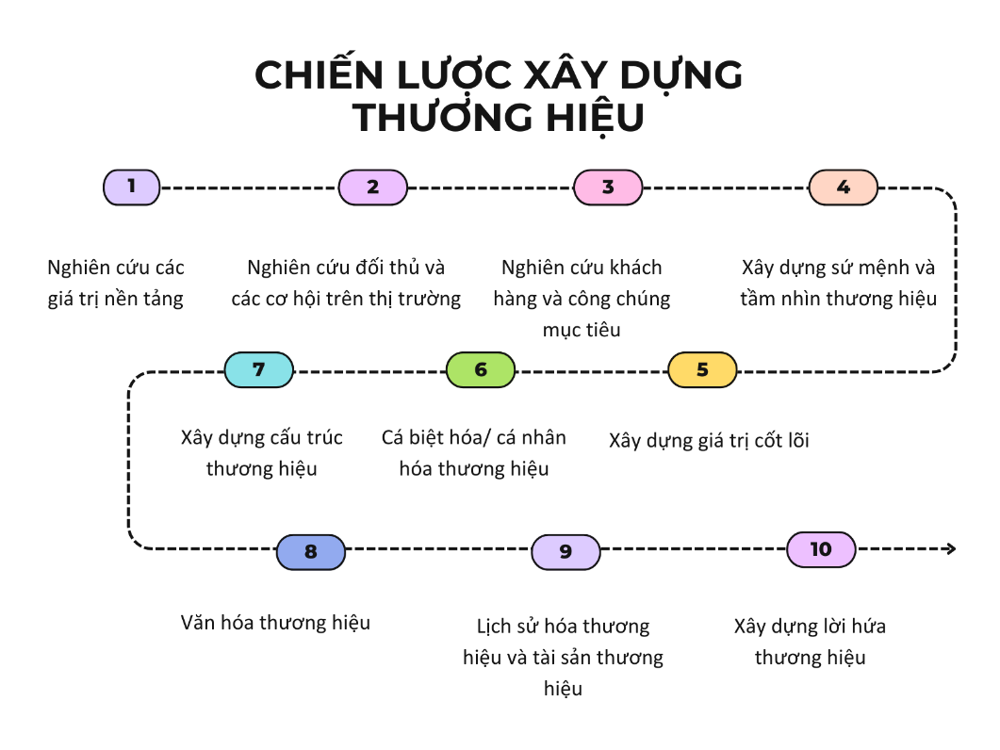 CHIẾN LƯỢC XÂY DỰNG
THƯƠNG HIỆU
1
2
3
4
Nghiên cứu các
giá trị nền tảng
Nghiên cứu đối thủ và
các cơ hội trên thị trường
Nghiên cứu khách
hàng và công chúng
mục tiêu
Xây dựng sứ mệnh và
tầm nhìn thương hiệu
7
6
5
Xây dựng cấu trúc
thương hiệu
Cá biệt hóa/ cá nhân
hóa thương hiệu
Xây dựng giá trị cốt lõi
8
9
10
Văn hóa thương hiệu
Lịch sử hóa thương
hiệu và tài sản thương
hiệu
Xây dựng lời hứa
thương hiệu